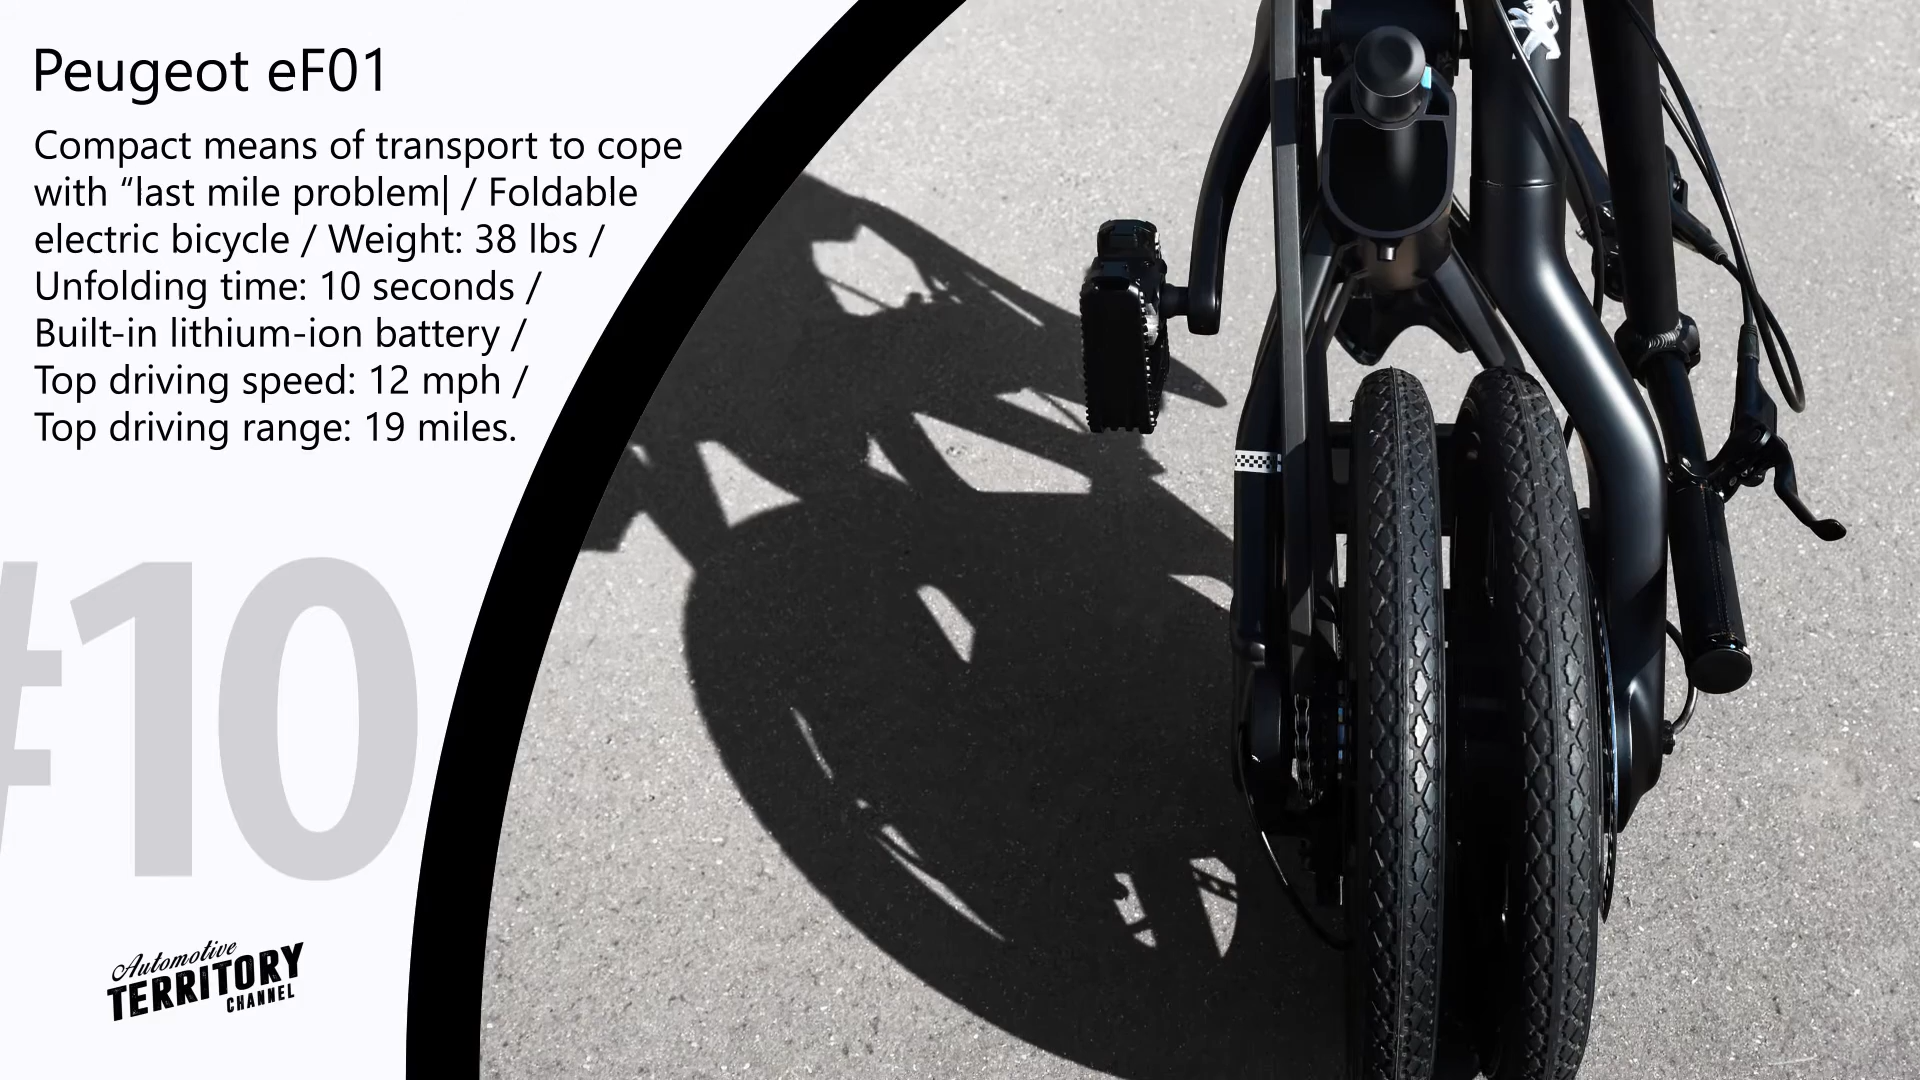 Peugeot eF01
Compact means of transport to cope
with “last mile problem| / Foldable
electric bicycle / Weight: 38 lbs /
Unfolding time: 10 seconds /
Built-in lithium-ion battery /
Top driving speed: 12 mph /
Top driving range: 19 miles.
#10
Automotive
TERRITORY
CHANNEL